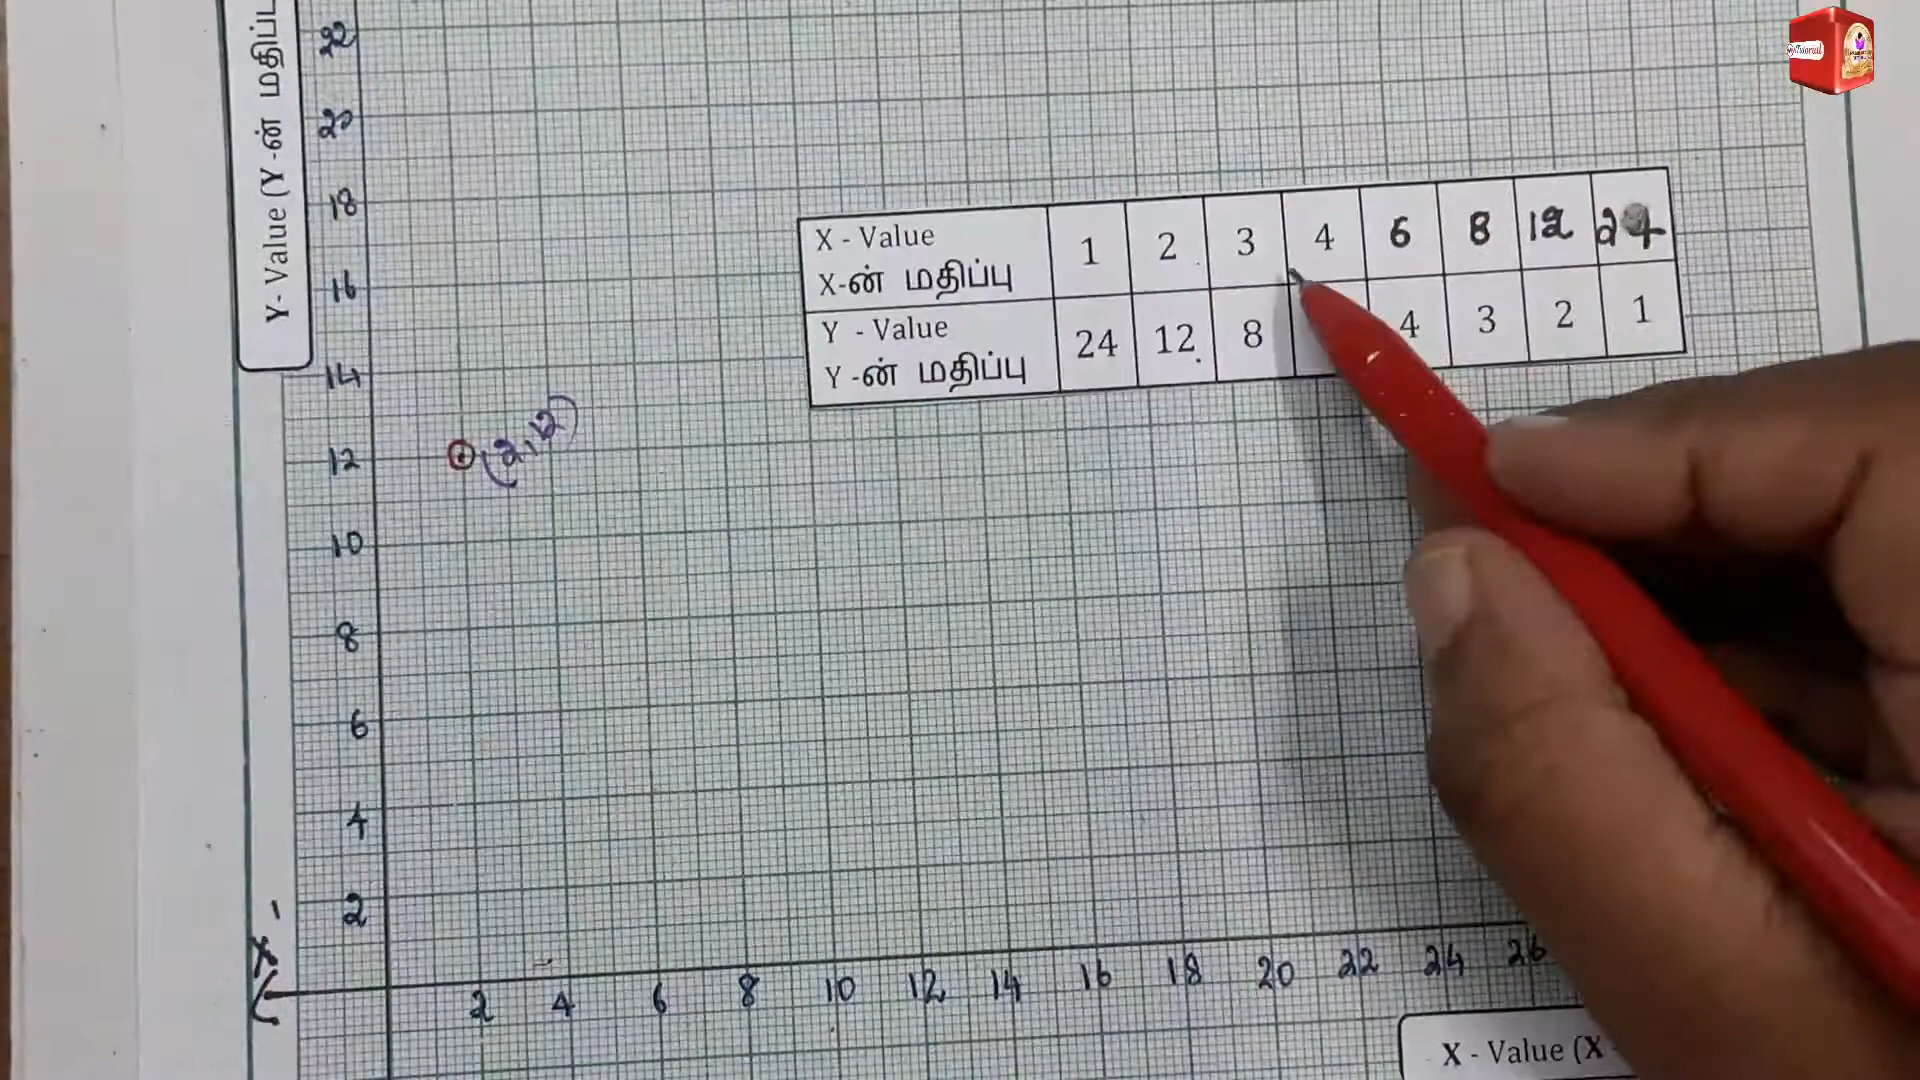 Y- Value (Y -ன் மதிப்ப
22
20
18
16
14
12
10
8
6
4
2
(2,12)
X - Value
X-ன் மதிப்பு
1 2 3 4 6 8 12 24
Y - Value
Y -ன் மதிப்பு
24 12 8 4 3 2 1
2 4 6 8 10 12 14 16 18 20 22 24 26
X - Value (X
Tutorial